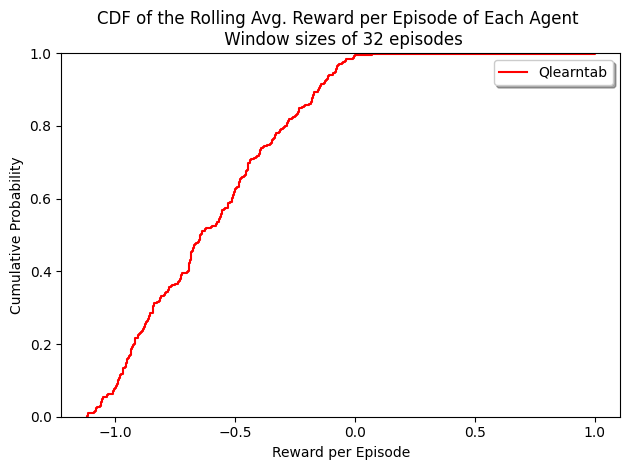 CDF of the Rolling Avg. Reward per Episode of Each Agent
Window sizes of 32 episodes
Qlearntab
1.0
0.8
0.6
0.4
0.2
0.0
Cumulative Probability
−1.0
−0.5
0.0
0.5
1.0
Reward per Episode